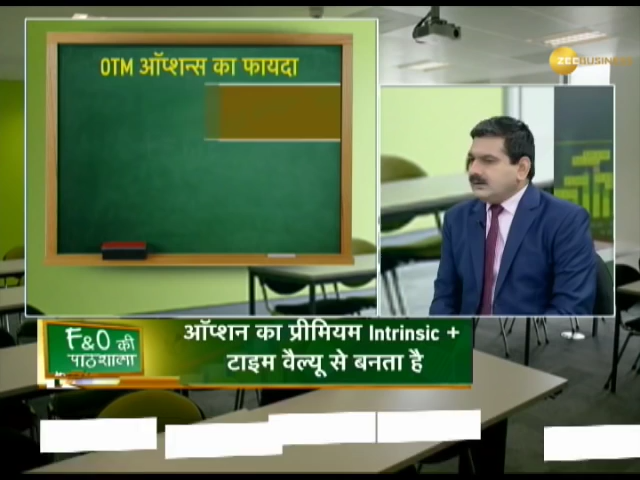 ZEE BUSINESS
OTM ऑप्शन्स का फायदा
F&O की
पाठशाला
ऑप्शन का प्रीमियम Intrinsic +
टाइम वैल्यू से बनता है